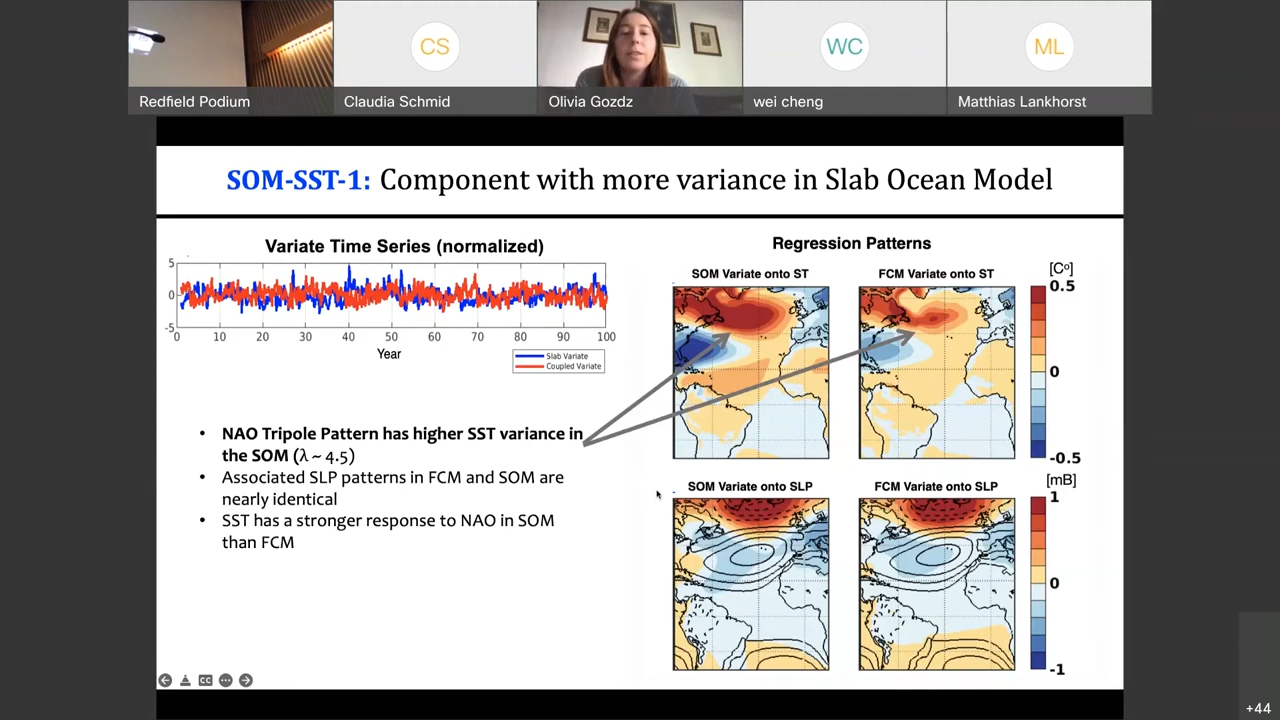 CS
WC
ML
Redfield Podium
Claudia Schmid
Olivia Gozdz
wei cheng
Matthias Lankhorst
SOM-SST-1: Component with more variance in Slab Ocean Model
Variate Time Series (normalized)
5
0
-5
0 10 20 30 40 50 60 70 80 90 100
Year
Slab Variate
Coupled Variate
• NAO Tripole Pattern has higher SST variance in
the SOM (λ ~ 4.5)
• Associated SLP patterns in FCM and SOM are
nearly identical
• SST has a stronger response to NAO in SOM
than FCM
Regression Patterns
SOM Variate onto ST
FCM Variate onto ST
[Cº]
0.5
0
-0.5
SOM Variate onto SLP
FCM Variate onto SLP
[mB]
1
0
-1
CC
+44